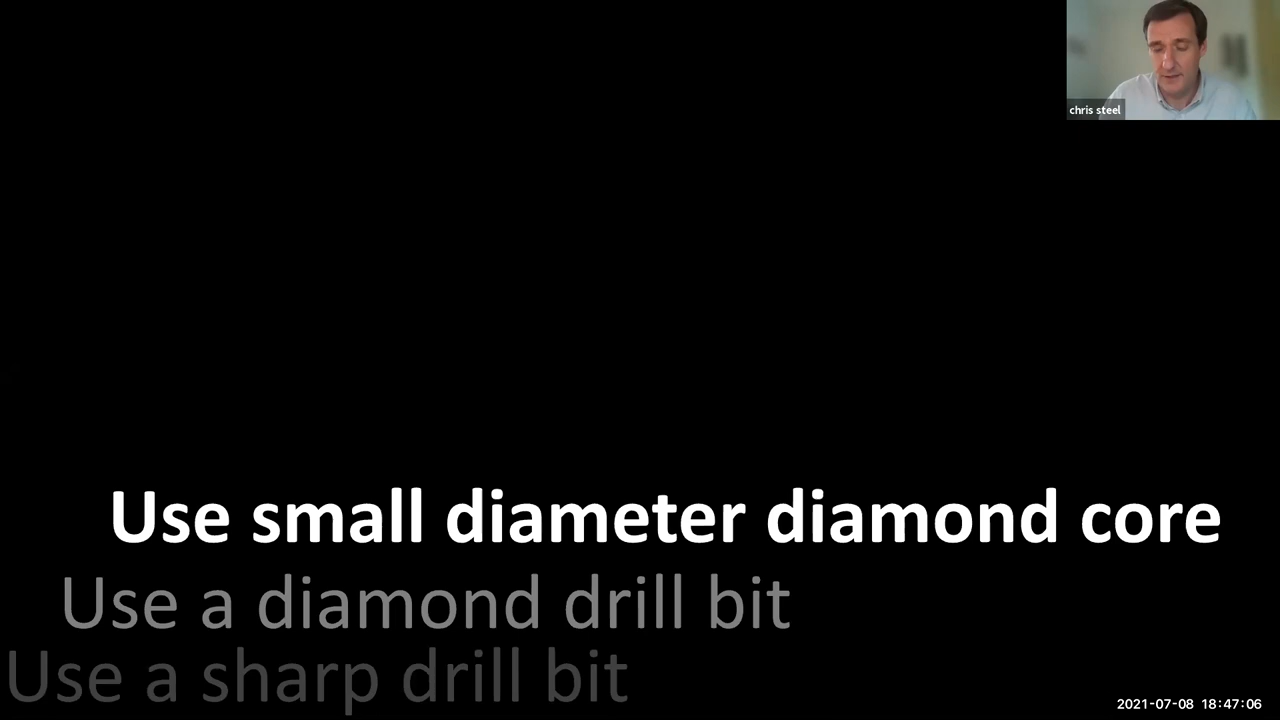 chris steel
Use small diameter diamond core
Use a diamond drill bit
Use a sharp drill bit
2021-07-08 18:47:06